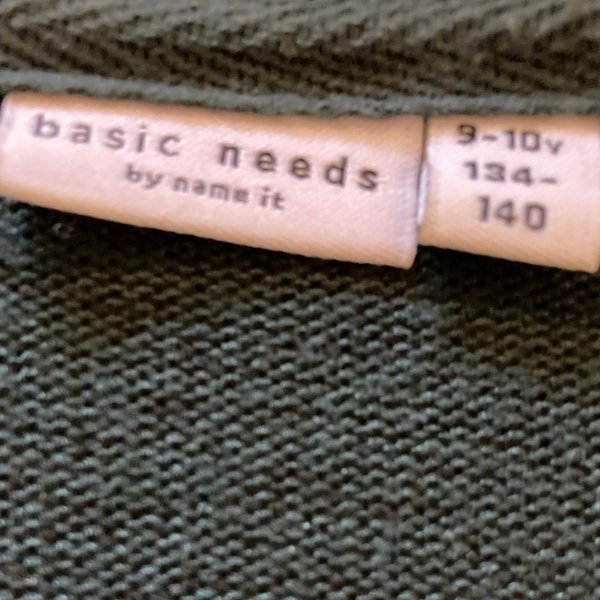 basic needs
by name it
9-10y
134-
140